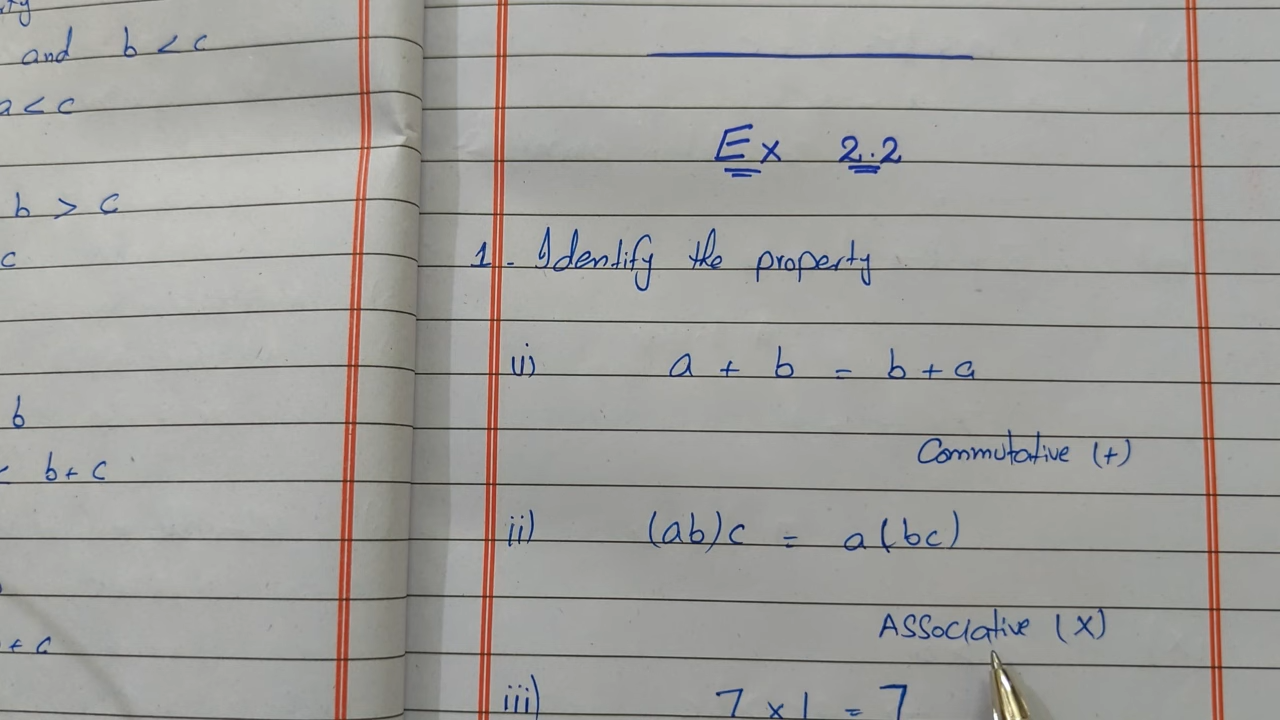 and b < c
a < c
b > c
c
b
b + c
+ c
Ex 2.2
1. Identify the property
i) a + b = b + a
Commutative (+)
ii) (ab)c = a(bc)
Associative (x)
iii) 7 x 1 = 7